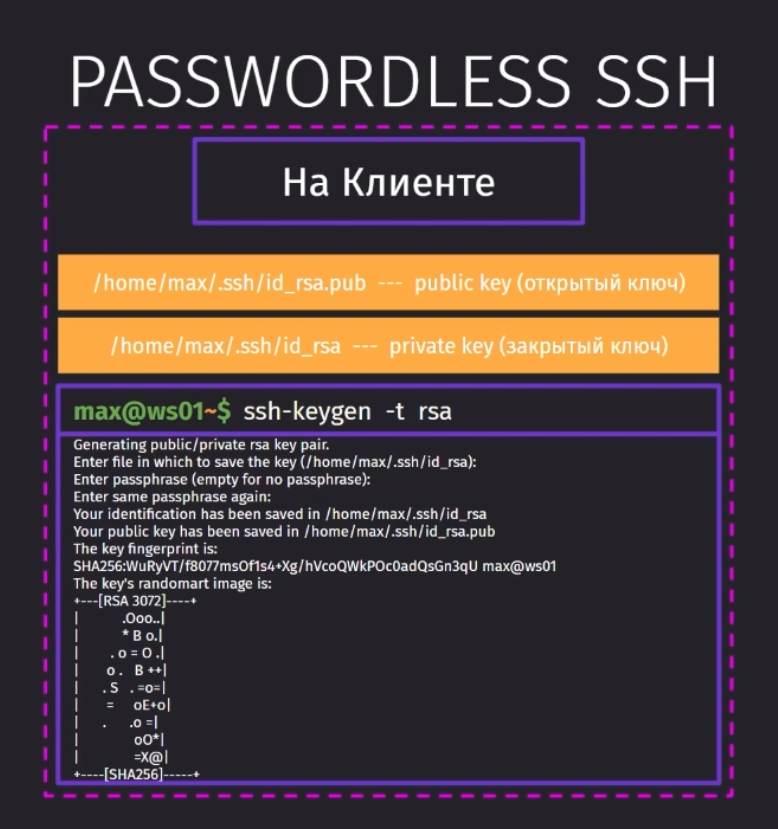 PASSWORDLESS SSH
На Клиенте
/home/max/.ssh/id_rsa.pub --- public key (открытый ключ)
/home/max/.ssh/id_rsa --- private key (закрытый ключ)
max@ws01~$ ssh-keygen -t rsa
Generating public/private rsa key pair.
Enter file in which to save the key (/home/max/.ssh/id_rsa):
Enter passphrase (empty for no passphrase):
Enter same passphrase again:
Your identification has been saved in /home/max/.ssh/id_rsa
Your public key has been saved in /home/max/.ssh/id_rsa.pub
The key fingerprint is:
SHA256:WuRyVT/f8077msOf1s4+Xg/hVcoQWkPOc0adQsGn3qU max@ws01
The key's randomart image is:
+---[RSA 3072]----+
|          .Ooo..|
|          * B o.|
|       . o = O .|
|      o .   B ++|
|     . S   . =o=|
|      =     oE+o|
|     .     .o =|
|            oO*|
|            =X@|
+----[SHA256]-----+